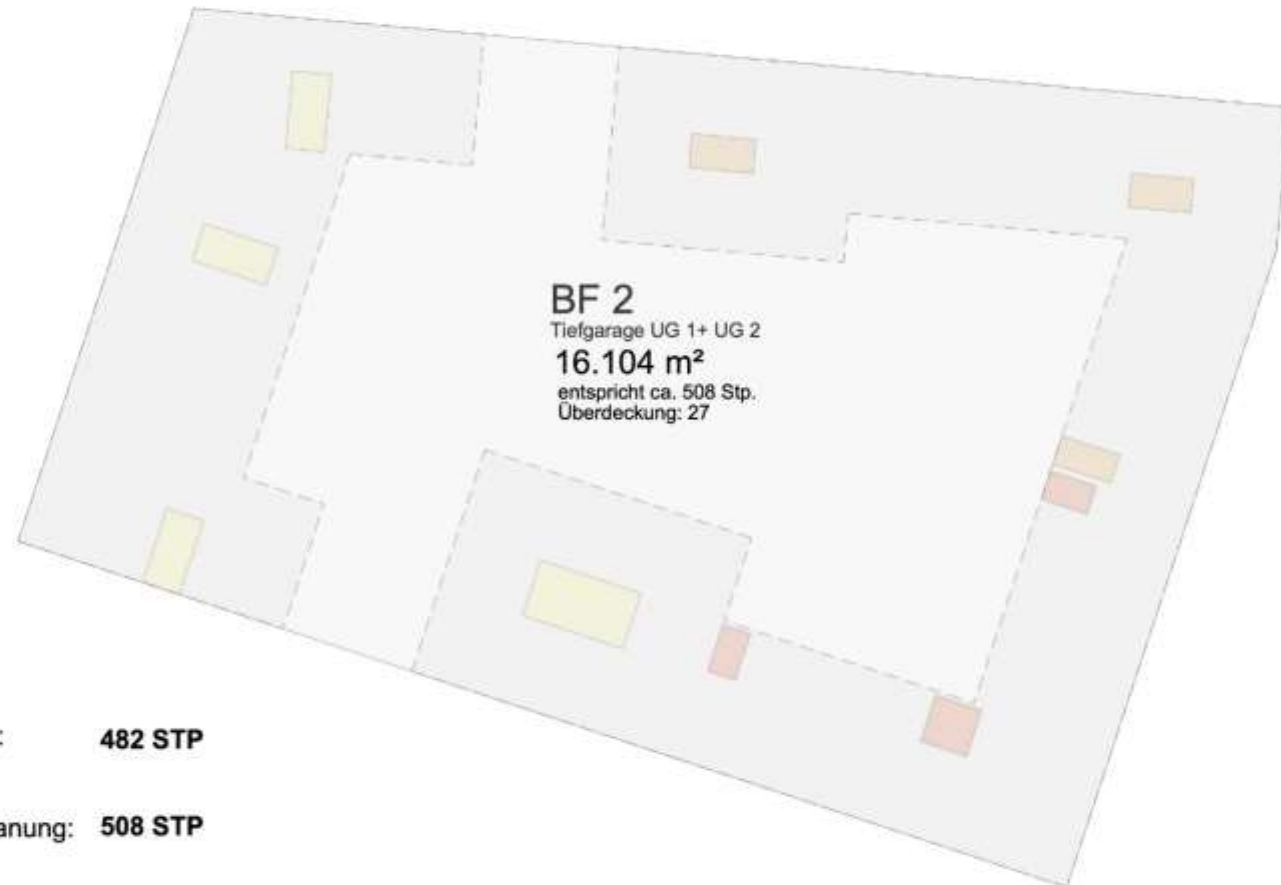 BF 2
Tiefgarage UG 1+ UG 2
16.104 m²
entspricht ca. 508 Stp.
Überdeckung: 27
: 482 STP
anung: 508 STP